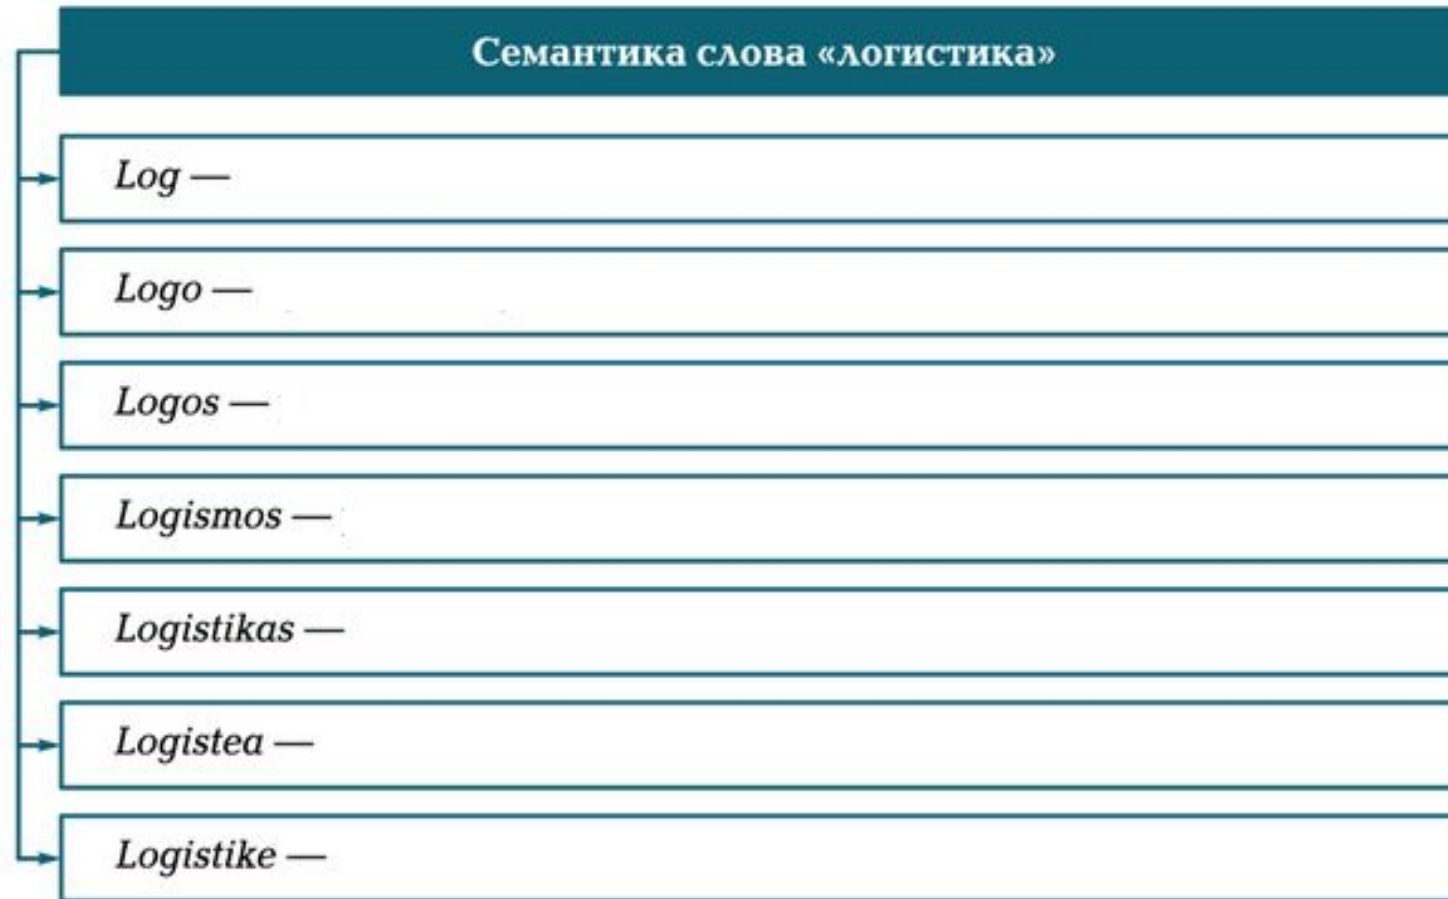 Семантика слова «логистика»
Log —
Logo —
Logos —
Logismos —
Logistikas —
Logistea —
Logistike —